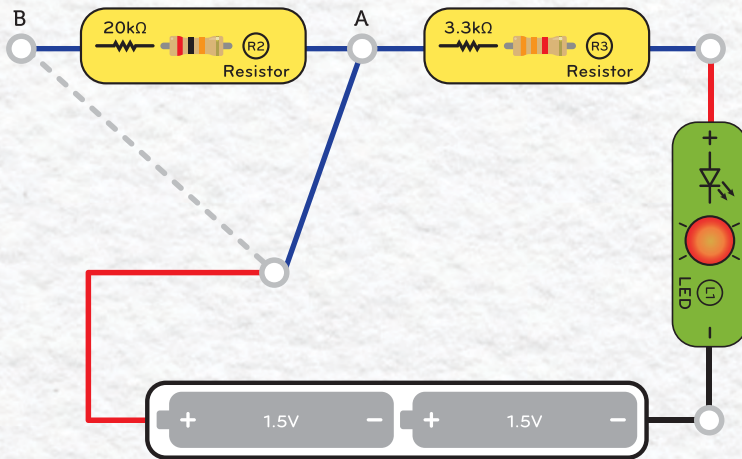 B
A
20kΩ
R2
Resistor
3.3kΩ
R3
Resistor
+
L1
LED
-
+ 1.5V - + 1.5V -